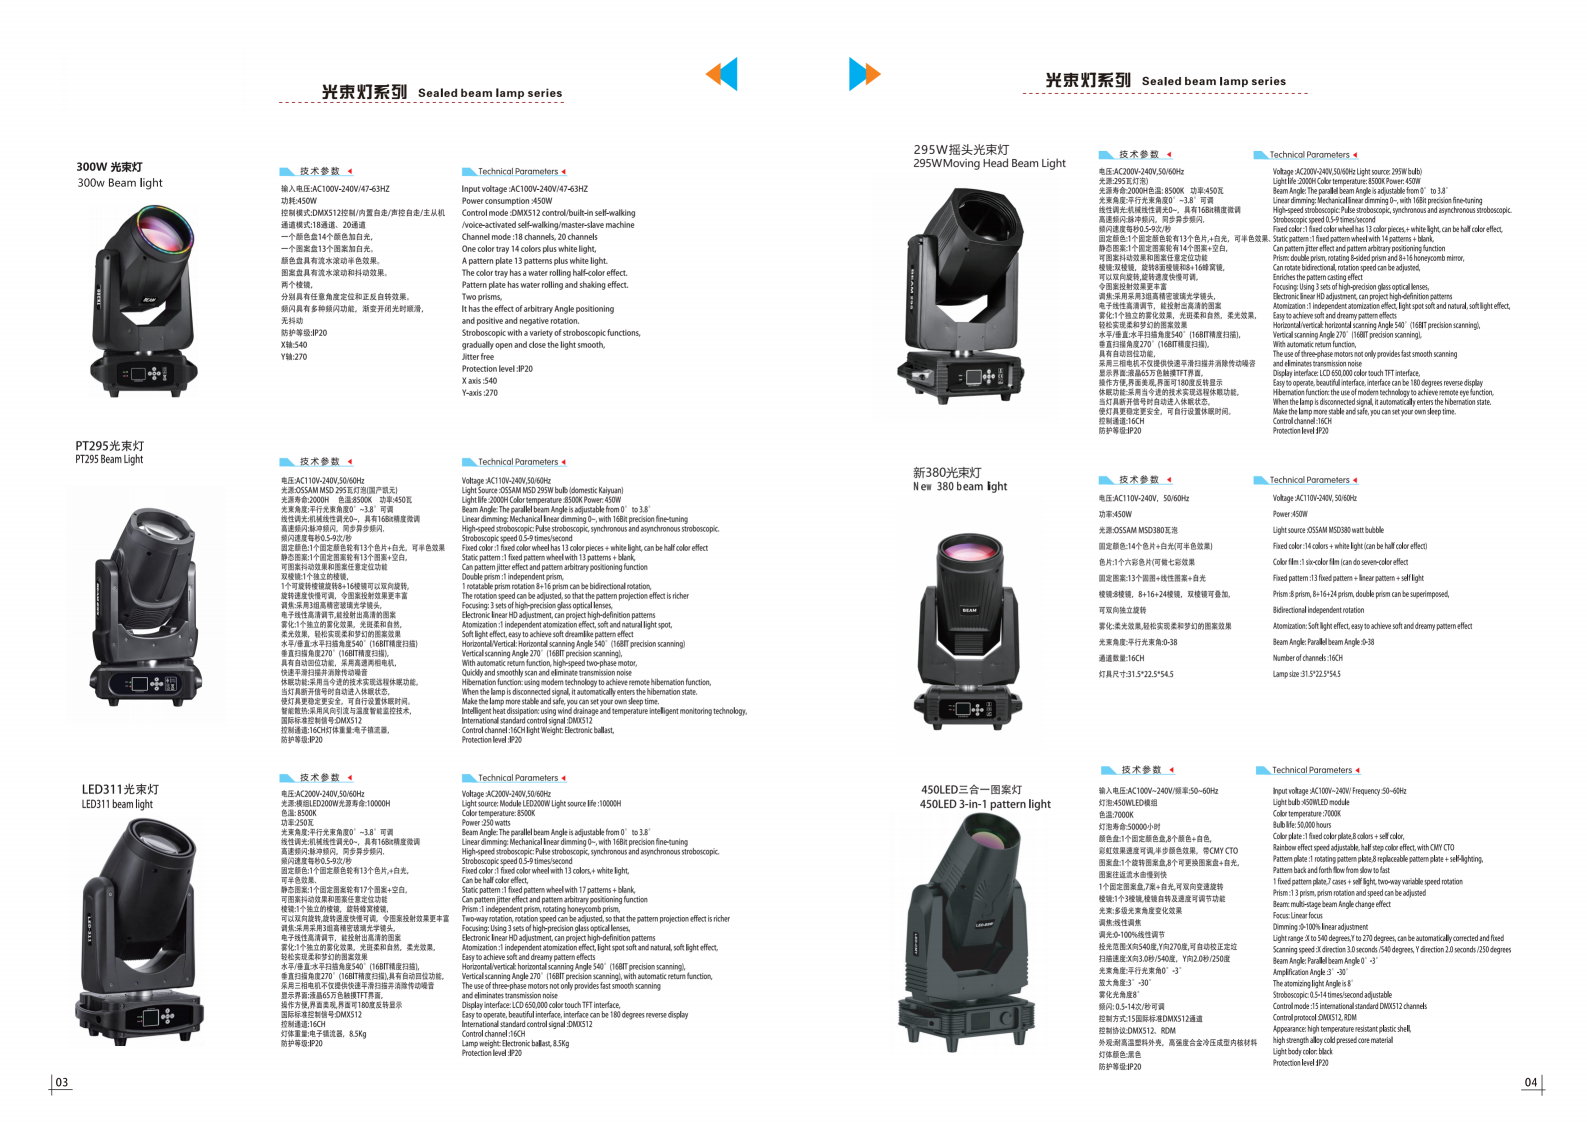 光束灯系列 Sealed beam lamp series
300W 光束灯
300w Beam light
技术参数
输入电压:AC100V-240V/47-63HZ
功耗:450W
控制模式:DMX512控制/内置自走/声控自走/主从机
通道模式:18通道、20通道
一个颜色盘14个颜色加白光,
一个图案盘13个图案加白光。
颜色盘具有流水滚动半色效果。
图案盘具有流水滚动和抖动效果。
两个棱镜,
分别具有任意角度定位和正反自转效果。
频闪具有多种频闪功能, 渐变开闭光时顺滑,
无抖动
防护等级:IP20
X轴:540
Y轴:270
Technical Parameters
Input voltage :AC100V-240V/47-63HZ
Power consumption :450W
Control mode :DMX512 control/built-in self-walking
/voice-activated self-walking/master-slave machine
Channel mode :18 channels, 20 channels
One color tray 14 colors plus white light,
A pattern plate 13 patterns plus white light.
The color tray has a water rolling half-color effect.
Pattern plate has water rolling and shaking effect.
Two prisms,
It has the effect of arbitrary Angle positioning
and positive and negative rotation.
Stroboscopic with a variety of stroboscopic functions,
gradually open and close the light smooth,
Jitter free
Protection level :IP20
X axis :540
Y-axis :270
PT295光束灯
PT295 Beam Light
技术参数
电压:AC110V-240V,50/60Hz
光源:OSSAM MSD 295瓦灯泡(国产凯元)
光源寿命:2000H 色温:8500K 功率:450瓦
光束角度:平行光束角度0°~3.8°可调
线性调光:机械线性调光0~, 具有16Bit精度微调
高速频闪:脉冲频闪, 同步异步频闪.
频闪速度每秒0.5-9次/秒
固定颜色:1个固定颜色轮有13个色片+白光, 可半色效果
静态图案:1个固定图案轮有13个图案+空白,
可图案抖动效果和图案任意定位功能
双棱镜:1个独立的棱镜,
1个可旋转棱镜旋转8+16棱镜可以双向旋转,
旋转速度快慢可调, 令图案投射效果更丰富
调焦:采用3组高精密玻璃光学镜头,
电子线性高清调节,能投射出高清的图案
雾化:1个独立的雾化效果, 光斑柔和自然,
柔光效果, 轻松实现柔和梦幻的图案效果
水平/垂直:水平扫描角度540°(16BIT精度扫描)
垂直扫描角度270°(16BIT精度扫描),
具有自动回位功能, 采用高速两相电机,
快速平滑扫描并消除传动噪音
休眠功能:采用当今进的技术实现远程休眠功能,
当灯具断开信号时自动进入休眠状态,
使灯具更稳定更安全, 可自行设置休眠时间,
智能散热:采用风向引流与温度智能监控技术,
国际标准控制信号:DMX512
控制通道:16CH灯体重量:电子镇流器,
防护等级:IP20
Technical Parameters
Voltage :AC110V-240V,50/60Hz
Light Source :OSSAM MSD 295W bulb (domestic Kaiyuan)
Light life :2000H Color temperature :8500K Power: 450W
Beam Angle: The parallel beam Angle is adjustable from 0° to 3.8°
Linear dimming: Mechanical linear dimming 0~, with 16Bit precision fine-tuning
High-speed stroboscopic: Pulse stroboscopic, synchronous and asynchronous stroboscopic.
Stroboscopic speed 0.5-9 times/second
Fixed color :1 fixed color wheel has 13 color pieces + white light, can be half color effect
Static pattern :1 fixed pattern wheel with 13 patterns + blank,
Can pattern jitter effect and pattern arbitrary positioning function
Double prism :1 independent prism,
1 rotatable prism rotation 8+16 prism can be bidirectional rotation,
The rotation speed can be adjusted, so that the pattern projection effect is richer
Focusing: 3 sets of high-precision glass optical lenses,
Electronic linear HD adjustment, can project high-definition patterns
Atomization :1 independent atomization effect, soft and natural light spot,
Soft light effect, easy to achieve soft dreamlike pattern effect
Horizontal/Vertical: Horizontal scanning Angle 540° (16BIT precision scanning)
Vertical scanning Angle 270° (16BIT precision scanning),
With automatic return function, high-speed two-phase motor,
Quickly and smoothly scan and eliminate transmission noise
Hibernation function: using modern technology to achieve remote hibernation function,
When the lamp is disconnected signal, it automatically enters the hibernation state.
Make the lamp more stable and safe, you can set your own sleep time.
Intelligent heat dissipation: using wind drainage and temperature intelligent monitoring technology,
International standard control signal :DMX512
Control channel :16CH light Weight: Electronic ballast,
Protection level :IP20
LED311光束灯
LED311 beam light
技术参数
电压:AC200V-240V,50/60Hz
光源:模组LED200W光源寿命:10000H
色温: 8500K
功率:250瓦
光束角度:平行光束角度0°~3.8°可调
线性调光:机械线性调光0~, 具有16Bit精度微调
高速频闪:脉冲频闪, 同步异步频闪.
频闪速度每秒0.5-9次/秒
固定颜色:1个固定颜色轮有13个色片,+白光,
可半色效果.
静态图案:1个固定图案轮有17个图案+空白,
可图案抖动效果和图案任意定位功能
棱镜:1个独立的棱镜, 旋转蜂窝棱镜,
可以双向旋转,旋转速度快慢可调, 令图案投射效果更丰富
调焦:采用采用3组高精密玻璃光学镜头,
电子线性高清调节, 能投射出高清的图案
雾化:1个独立的雾化效果, 光斑柔和自然, 柔光效果,
轻松实现柔和梦幻的图案效果
水平/垂直:水平扫描角度540°(16BIT精度扫描),
垂直扫描角度270°(16BIT精度扫描),具有自动回位功能,
采用三相电机不仅提供快速平滑扫描并消除传动噪音
显示界面:液晶65万色触摸TFT界面,
操作方便,界面美观,界面可180度反转显示
国际标准控制信号:DMX512
控制通道:16CH
灯体重量:电子镇流器, 8.5Kg
防护等级:IP20
Technical Parameters
Voltage :AC200V-240V,50/60Hz
Light source: Module LED200W Light source life :10000H
Color temperature: 8500K
Power :250 watts
Beam Angle: The parallel beam Angle is adjustable from 0° to 3.8°
Linear dimming: Mechanical linear dimming 0~, with 16Bit precision fine-tuning
High-speed stroboscopic: Pulse stroboscopic, synchronous and asynchronous stroboscopic.
Stroboscopic speed 0.5-9 times/second
Fixed color :1 fixed color wheel with 13 colors,+ white light,
Can be half color effect,
Static pattern :1 fixed pattern wheel with 17 patterns + blank,
Can pattern jitter effect and pattern arbitrary positioning function
Prism :1 independent prism, rotating honeycomb prism,
Two-way rotation, rotation speed can be adjusted, so that the pattern projection effect is richer
Focusing: Using 3 sets of high-precision glass optical lenses,
Electronic linear HD adjustment, can project high-definition patterns
Atomization :1 independent atomization effect, light spot soft and natural, soft light effect,
Easy to achieve soft and dreamy pattern effects
Horizontal/vertical: horizontal scanning Angle 540° (16BIT precision scanning),
Vertical scanning Angle 270° (16BIT precision scanning), with automatic return function,
The use of three-phase motors not only provides fast smooth scanning
and eliminates transmission noise
Display interface: LCD 650,000 color touch TFT interface,
Easy to operate, beautiful interface, interface can be 180 degrees reverse display
International standard control signal :DMX512
Control channel :16CH
Lamp weight: Electronic ballast, 8.5Kg
Protection level :IP20
03
光束灯系列 Sealed beam lamp series
295W摇头光束灯
295WMoving Head Beam Light
技术参数
电压:AC200V-240V,50/60Hz
光源:295瓦灯泡)
光源寿命:2000H色温: 8500K 功率:450瓦
光束角度:平行光束角度0°~3.8°可调
线性调光:机械线性调光0~, 具有16Bit精度微调
高速频闪:脉冲频闪, 同步异步频闪.
频闪速度每秒0.5-9次/秒
固定颜色:1个固定颜色轮有13个色片,+白光, 可半色效果.
静态图案:1个固定图案轮有14个图案+空白,
可图案抖动效果和图案任意定位功能
棱镜:双棱镜, 旋转8面棱镜和8+16蜂窝镜,
可以双向旋转,旋转速度快慢可调,
令图案投射效果更丰富
调焦:采用采用3组高精密玻璃光学镜头,
电子线性高清调节, 能投射出高清的图案
雾化:1个独立的雾化效果, 光斑柔和自然, 柔光效果,
轻松实现柔和梦幻的图案效果
水平/垂直:水平扫描角度540°(16BIT精度扫描),
垂直扫描角度270°(16BIT精度扫描),
具有自动回位功能,
采用三相电机不仅提供快速平滑扫描并消除传动噪咨
显示界面:液晶65万色触摸TFT界面,
操作方便,界面美观,界面可180度反转显示
休眠功能:采用当今进的技术实现远程休眠功能,
当灯具断开信号时自动进入休眠状态,
使灯具更稳定更安全, 可自行设置休眠时间,
控制通道:16CH
防护等级:IP20
Technical Parameters
Voltage :AC200V-240V,50/60Hz Light source: 295W bulb)
Light life :2000H Color temperature: 8500K Power: 450W
Beam Angle: The parallel beam Angle is adjustable from 0° to 3.8°
Linear dimming: Mechanical linear dimming 0~, with 16Bit precision fine-tuning
High-speed stroboscopic: Pulse stroboscopic, synchronous and asynchronous stroboscopic.
Stroboscopic speed 0.5-9 times/second
Fixed color :1 fixed color wheel has 13 color pieces,+ white light, can be half color effect,
Static pattern :1 fixed pattern wheel with 14 patterns + blank,
Can pattern jitter effect and pattern arbitrary positioning function
Prism: double prism, rotating 8-sided prism and 8+16 honeycomb mirror,
Can rotate bidirectional, rotation speed can be adjusted,
Enriches the pattern casting effect
Focusing: Using 3 sets of high-precision glass optical lenses,
Electronic linear HD adjustment, can project high-definition patterns
Atomization :1 independent atomization effect, light spot soft and natural, soft light effect,
Easy to achieve soft and dreamy pattern effects
Horizontal/vertical: horizontal scanning Angle 540° (16BIT precision scanning),
Vertical scanning Angle 270° (16BIT precision scanning),
With automatic return function,
The use of three-phase motors not only provides fast smooth scanning
and eliminates transmission noise
Display interface: LCD 650,000 color touch TFT interface,
Easy to operate, beautiful interface, interface can be 180 degrees reverse display
Hibernation function: the use of modern technology to achieve remote eye function,
When the lamp is disconnected signal, it automatically enters the hibernation state.
Make the lamp more stable and safe, you can set your own sleep time.
Control channel :16CH
Protection level :IP20
新380光束灯
New 380 beam light
技术参数
电压:AC110V-240V, 50/60Hz
功率:450W
光源:OSSAM MSD380瓦泡
固定颜色:14个色片+白光(可半色效果)
色片:1个六彩色片(可做七彩效果
固定图案:13个固图+线性图案+白光
棱镜:8棱镜, 8+16+24棱镜, 双棱镜可叠加,
可双向独立旋转
雾化:柔光效果,轻松实现柔和梦幻的图案效果
光束角度:平行光束角:0-38
通道数量:16CH
灯具尺寸:31.5*22.5*54.5
Technical Parameters
Voltage :AC110V-240V, 50/60Hz
Power :450W
Light source :OSSAM MSD380 watt bubble
Fixed color :14 colors + white light (can be half color effect)
Color film :1 six-color film (can do seven-color effect
Fixed pattern :13 fixed pattern + linear pattern + self light
Prism :8 prism, 8+16+24 prism, double prism can be superimposed,
Bidirectional independent rotation
Atomization: Soft light effect, easy to achieve soft and dreamy pattern effect
Beam Angle: Parallel beam Angle :0-38
Number of channels :16CH
Lamp size :31.5*22.5*54.5
450LED三合一图案灯
450LED 3-in-1 pattern light
技术参数
输入电压:AC100V~240V/频率:50~60Hz
灯泡:450WLED模组
色温:7000K
灯泡寿命:50000小时
颜色盘:1个固定颜色盘,8个颜色+自色,
彩虹效果速度可调,半步颜色效果, 带CMY CTO
图案盘:1个旋转图案盘,8个可更换图案盘+自光,
图案往返流水由慢到快
1个固定图案盘,7案+自光,可双向变速旋转
棱镜:1个3棱镜,棱镜自转及速度可调节功能
光束:多级光束角度变化效果
调焦:线性调焦
调光:0-100%线性调节
投光范围:X向540度,Y向270度,可自动校正定垃
扫描速度:X向3.0秒/540度, Y向2.0秒/250度
光束角度:平行光束角0°-3°
放大角度:3°-30°
雾化光角度8°
频闪: 0.5-14次/秒可调
控制方式:15国际标准DMX512通道
控制协议:DMX512、RDM
外观:耐高温塑料外壳, 高强度合金冷压成型内核材料
灯体颜色:黑色
防护等级:IP20
Technical Parameters
Input voltage :AC100V~240V/ Frequency :50~60Hz
Light bulb :450WLED module
Color temperature :7000K
Bulb life: 50,000 hours
Color plate :1 fixed color plate,8 colors + self color,
Rainbow effect speed adjustable, half step color effect, with CMY CTO
Pattern plate :1 rotating pattern plate,8 replaceable pattern plate + self-lighting,
Pattern back and forth flow from slow to fast
1 fixed pattern plate,7 cases + self light, two-way variable speed rotation
Prism :1 3 prism, prism rotation and speed can be adjusted
Beam: multi-stage beam Angle change effect
Focus: Linear focus
Dimming :0-100% linear adjustment
Light range :X to 540 degrees,Y to 270 degrees, can be automatically corrected and fixed
Scanning speed :X direction 3.0 seconds /540 degrees, Y direction 2.0 seconds /250 degrees
Beam Angle: Parallel beam Angle 0° -3°
Amplification Angle :3° -30°
The atomizing light Angle is 8°
Stroboscopic: 0.5-14 times/second adjustable
Control mode :15 international standard DMX512 channels
Control protocol :DMX512, RDM
Appearance: high temperature resistant plastic shell,
high strength alloy cold pressed core material
Light body color: black
Protection level :IP20
04